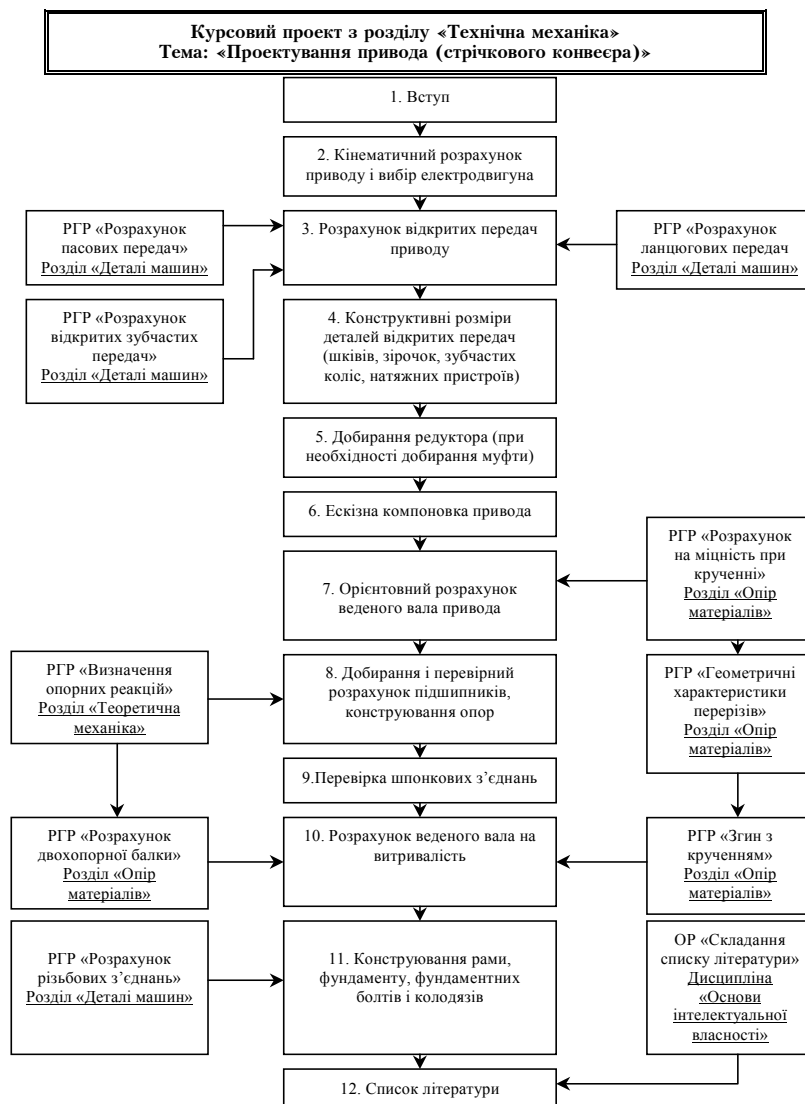 Курсовий проект з розділу «Технічна механіка»
Тема: «Проектування привода (стрічкового конвеєра)»
1. Вступ
2. Кінематичний розрахунок
приводу і вибір електродвигуна
РГР «Розрахунок
пасових передач»
Розділ «Деталі машин»
3. Розрахунок відкритих передач
приводу
РГР «Розрахунок
ланцюгових передач
Розділ «Деталі машин»
РГР «Розрахунок
відкритих зубчастих
передач»
Розділ «Деталі машин»
4. Конструктивні розміри
деталей відкритих передач
(шківів, зірочок, зубчастих
коліс, натяжних пристроїв)
5. Добирання редуктора (при
необхідності добирання муфти)
6. Ескізна компоновка привода
РГР «Розрахунок
на міцність при
крученні»
Розділ «Опір
матеріалів»
7. Орієнтовний розрахунок
веденого вала привода
РГР «Визначення
опорних реакцій»
Розділ «Теоретична
механіка»
8. Добирання і перевірний
розрахунок підшипників,
конструювання опор
РГР «Геометричні
характеристики
перерізів»
Розділ «Опір
матеріалів»
9.Перевірка шпонкових з’єднань
РГР «Розрахунок
двохопорної балки»
Розділ «Опір
матеріалів»
10. Розрахунок веденого вала на
витривалість
РГР «Згин з
крученням»
Розділ «Опір
матеріалів»
РГР «Розрахунок
різьбових з’єднань»
Розділ «Деталі машин»
11. Конструювання рами,
фундаменту, фундаментних
болтів і колодязів
ОР «Складання
списку літератури»
Дисципліна
«Основи
інтелектуальної
власності»
12. Список літератури